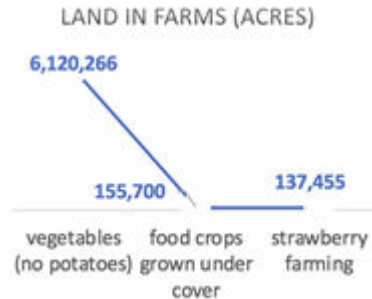 LAND IN FARMS (ACRES)
6,120,266
155,700
137,455
vegetables
(no potatoes)
food crops
grown under
cover
strawberry
farming